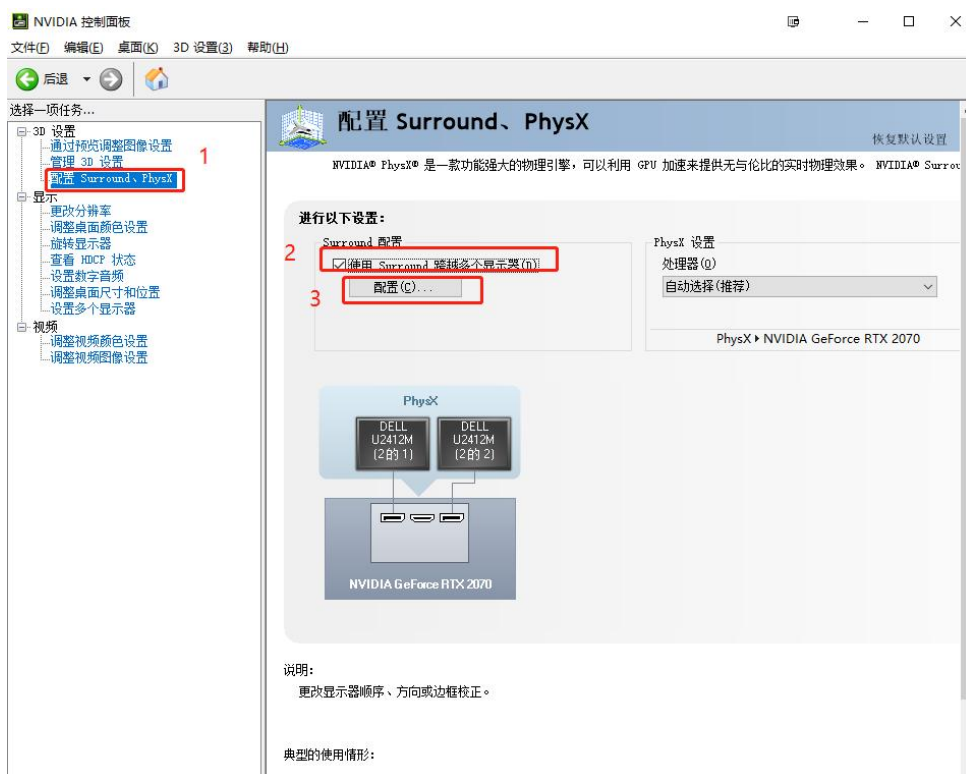 NVIDIA 控制面板
文件(F) 编辑(E) 桌面(K) 3D 设置(3) 帮助(H)
后退
选择一项任务...
3D 设置
通过预览调整图像设置
管理 3D 设置
1
配置 Surround、PhysX
显示
更改分辨率
调整桌面颜色设置
旋转显示器
查看 HDCP 状态
设置数字音频
调整桌面尺寸和位置
设置多个显示器
视频
调整视频颜色设置
调整视频图像设置
配置 Surround、PhysX
恢复默认设置
NVIDIA® PhysX® 是一款功能强大的物理引擎，可以利用 GPU 加速来提供无与伦比的实时物理效果。 NVIDIA® Surrou
进行以下设置：
Surround 配置
2
使用 Surround 跨越多个显示器(D)
3
配置(C)...
PhysX 设置
处理器(O)
自动选择(推荐)
PhysX NVIDIA GeForce RTX 2070
PhysX
DELL
U2412M
(2的 1)
DELL
U2412M
(2的 2)
NVIDIA GeForce RTX 2070
说明：
更改显示器顺序、方向或边框校正。
典型的使用情形：